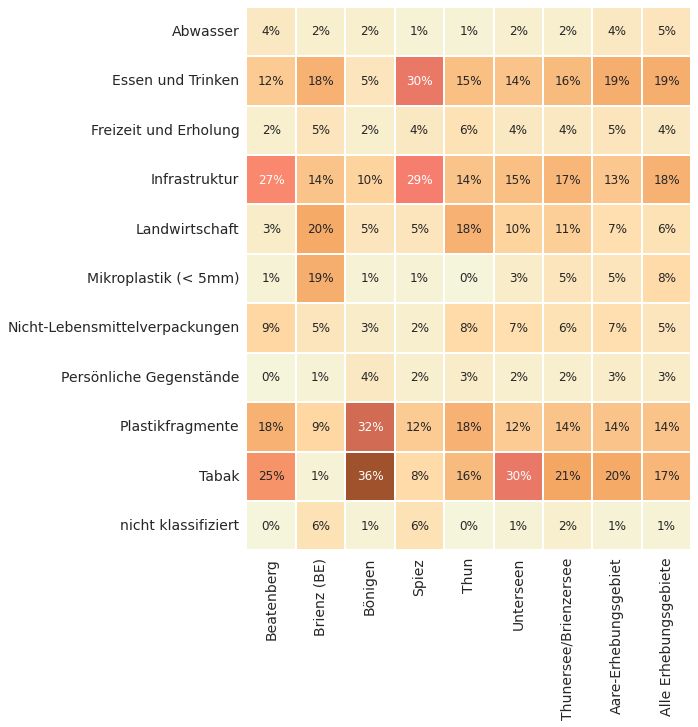 Abwasser 4% 2% 2% 1% 1% 2% 2% 4% 5%
Essen und Trinken 12% 18% 5% 30% 15% 14% 16% 19% 19%
Freizeit und Erholung 2% 5% 2% 4% 6% 4% 4% 5% 4%
Infrastruktur 27% 14% 10% 29% 14% 15% 17% 13% 18%
Landwirtschaft 3% 20% 5% 5% 18% 10% 11% 7% 6%
Mikroplastik (< 5mm) 1% 19% 1% 1% 0% 3% 5% 5% 8%
Nicht-Lebensmittelverpackungen 9% 5% 3% 2% 8% 7% 6% 7% 5%
Persönliche Gegenstände 0% 1% 4% 2% 3% 2% 2% 3% 3%
Plastikfragmente 18% 9% 32% 12% 18% 12% 14% 14% 14%
Tabak 25% 1% 36% 8% 16% 30% 21% 20% 17%
nicht klassifiziert 0% 6% 1% 6% 0% 1% 2% 1% 1%
Beatenberg
Brienz (BE)
Bönigen
Spiez
Thun
Unterseen
Thunersee/Brienzersee
Aare-Erhebungsgebiet
Alle Erhebungsgebiete